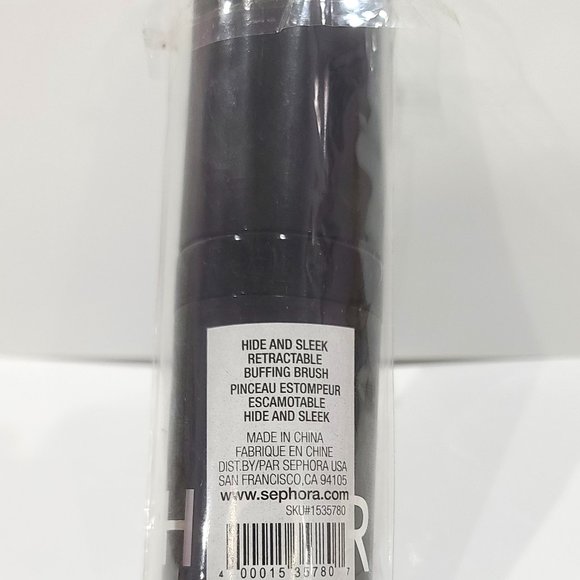 HIDE AND SLEEK
RETRACTABLE
BUFFING BRUSH
PINCEAU ESTOMPEUR
ESCAMOTABLE
HIDE AND SLEEK
MADE IN CHINA
FABRIQUE EN CHINE
DIST.BY/PAR SEPHORA USA
SAN FRANCISCO,CA 94105
www.sephora.com
SKU#1535780
H R
4 00015 35780 7